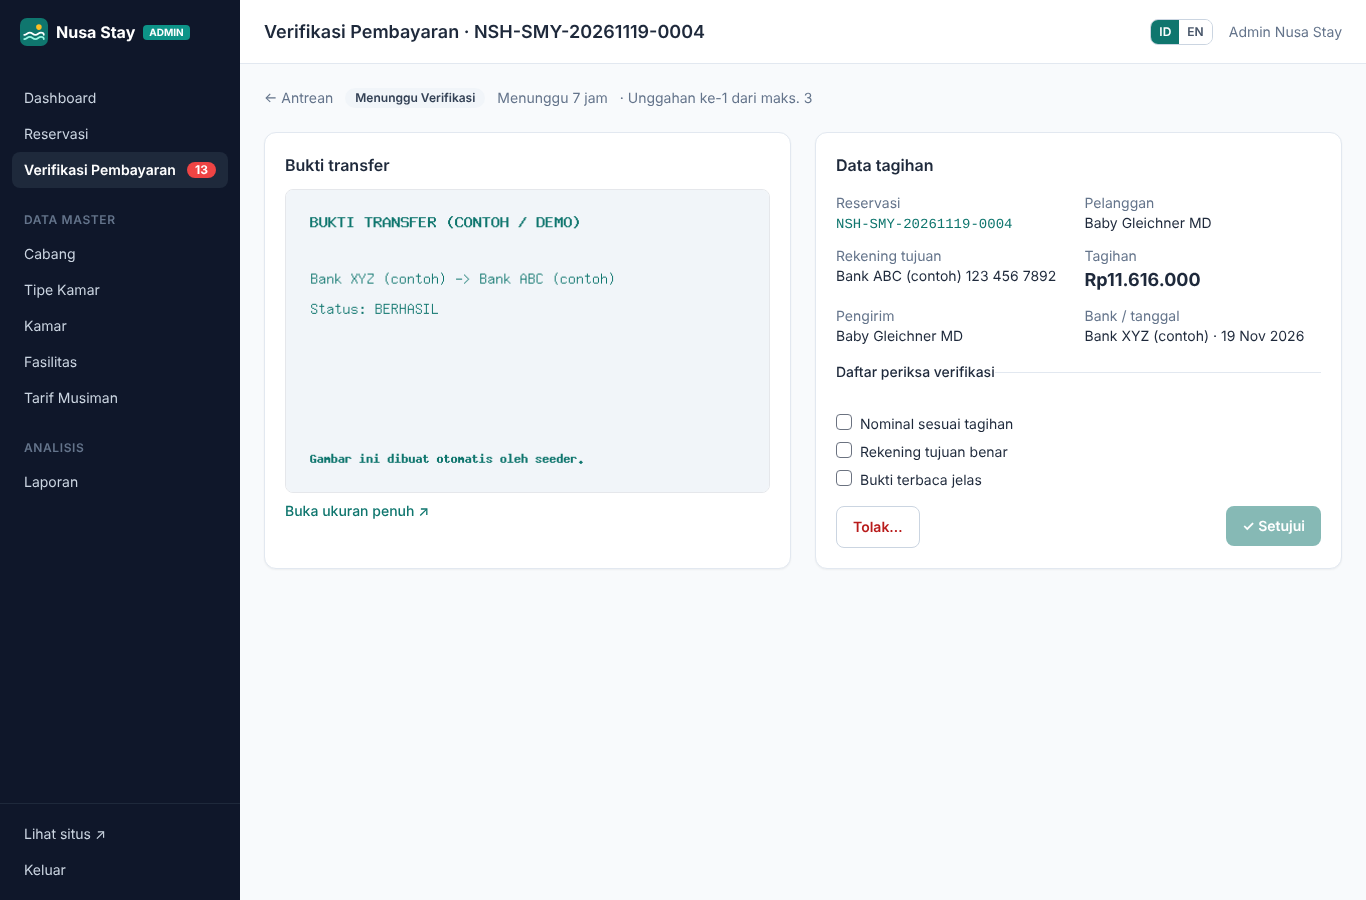 Nusa Stay ADMIN
Dashboard
Reservasi
Verifikasi Pembayaran 13
DATA MASTER
Cabang
Tipe Kamar
Kamar
Fasilitas
Tarif Musiman
ANALISIS
Laporan
Lihat situs ↗
Keluar
Verifikasi Pembayaran · NSH-SMY-20261119-0004
ID EN Admin Nusa Stay
← Antrean Menunggu Verifikasi Menunggu 7 jam · Unggahan ke-1 dari maks. 3
Bukti transfer
BUKTI TRANSFER (CONTOH / DEMO)
Bank XYZ (contoh) -> Bank ABC (contoh)
Status: BERHASIL
Gambar ini dibuat otomatis oleh seeder.
Buka ukuran penuh ↗
Data tagihan
Reservasi
NSH-SMY-20261119-0004
Pelanggan
Baby Gleichner MD
Rekening tujuan
Bank ABC (contoh) 123 456 7892
Tagihan
Rp11.616.000
Pengirim
Baby Gleichner MD
Bank / tanggal
Bank XYZ (contoh) · 19 Nov 2026
Daftar periksa verifikasi
Nominal sesuai tagihan
Rekening tujuan benar
Bukti terbaca jelas
Tolak...
✓ Setujui